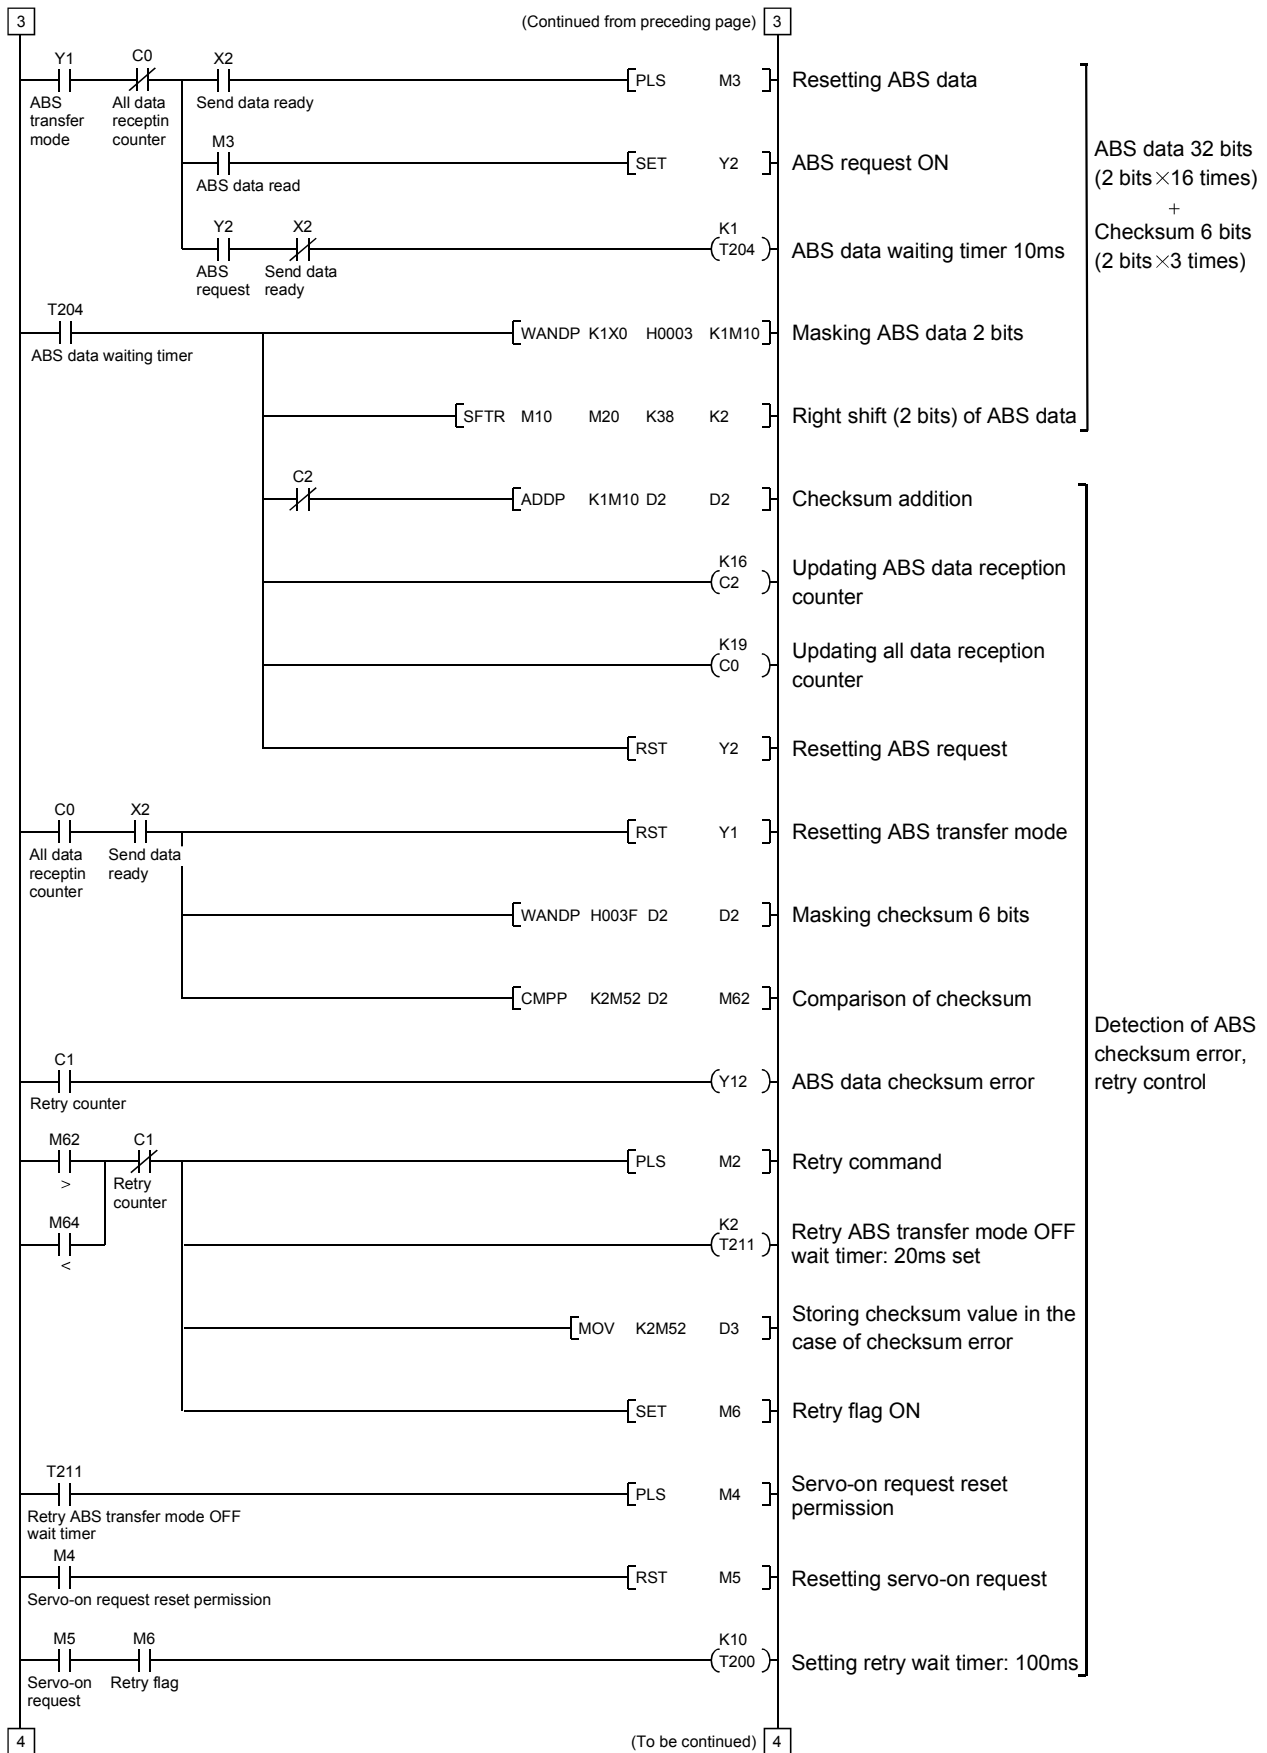 3 (Continued from preceding page) 3
Y1 C0 X2
PLS M3 Resetting ABS data
ABS transfer mode
All data receptin counter
Send data ready
M3
SET Y2 ABS request ON
ABS data read
Y2 X2 K1
T204 ABS data waiting timer 10ms
ABS request
Send data ready
ABS data 32 bits
(2 bits×16 times)
+
Checksum 6 bits
(2 bits×3 times)
T204
WANDP K1X0 H0003 K1M10 Masking ABS data 2 bits
ABS data waiting timer
SFTR M10 M20 K38 K2 Right shift (2 bits) of ABS data
C2
ADDP K1M10 D2 D2 Checksum addition
K16
C2 Updating ABS data reception
counter
K19
C0 Updating all data reception
counter
RST Y2 Resetting ABS request
C0 X2
RST Y1 Resetting ABS transfer mode
All data receptin counter
Send data ready
WANDP H003F D2 D2 Masking checksum 6 bits
CMPP K2M52 D2 M62 Comparison of checksum
Detection of ABS
checksum error,
retry control
C1
Y12 ABS data checksum error
Retry counter
M62 C1
PLS M2 Retry command
>
Retry counter
M64
<
K2
T211 Retry ABS transfer mode OFF
wait timer: 20ms set
MOV K2M52 D3 Storing checksum value in the
case of checksum error
SET M6 Retry flag ON
T211
PLS M4 Servo-on request reset
permission
Retry ABS transfer mode OFF
wait timer
M4
RST M5 Resetting servo-on request
Servo-on request reset permission
M5 M6 K10
T200 Setting retry wait timer: 100ms
Servo-on request
Retry flag
4 (To be continued) 4